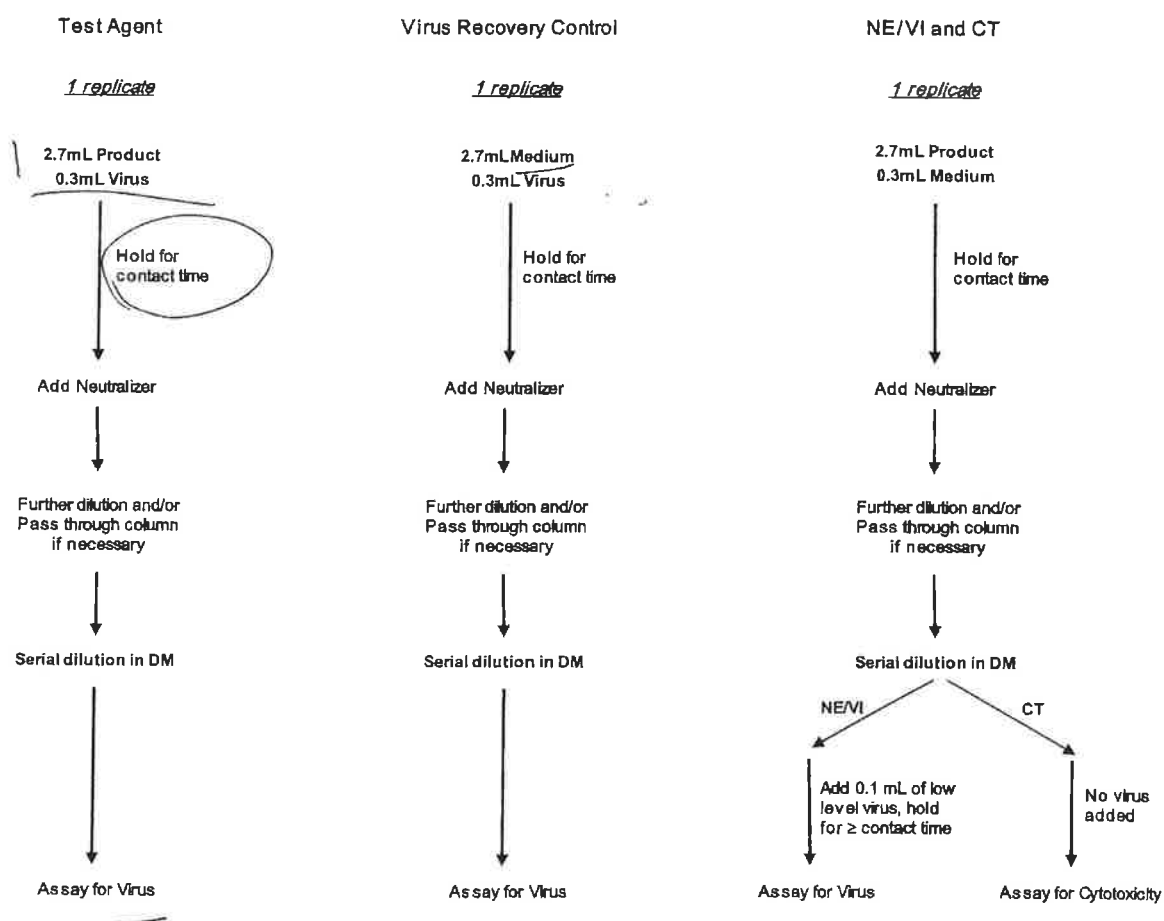 Test Agent
1 replicate
2.7mL Product
0.3mL Virus
Hold for
contact time
Add Neutralizer
Further dilution and/or
Pass through column
if necessary
Serial dilution in DM
Assay for Virus
Virus Recovery Control
1 replicate
2.7mL Medium
0.3mL Virus
Hold for
contact time
Add Neutralizer
Further dilution and/or
Pass through column
if necessary
Serial dilution in DM
Assay for Virus
NE/VI and CT
1 replicate
2.7mL Product
0.3mL Medium
Hold for
contact time
Add Neutralizer
Further dilution and/or
Pass through column
if necessary
Serial dilution in DM
NE/VI
CT
Add 0.1 mL of low
level virus, hold
for ≥ contact time
No virus
added
Assay for Virus
Assay for Cytotoxicity